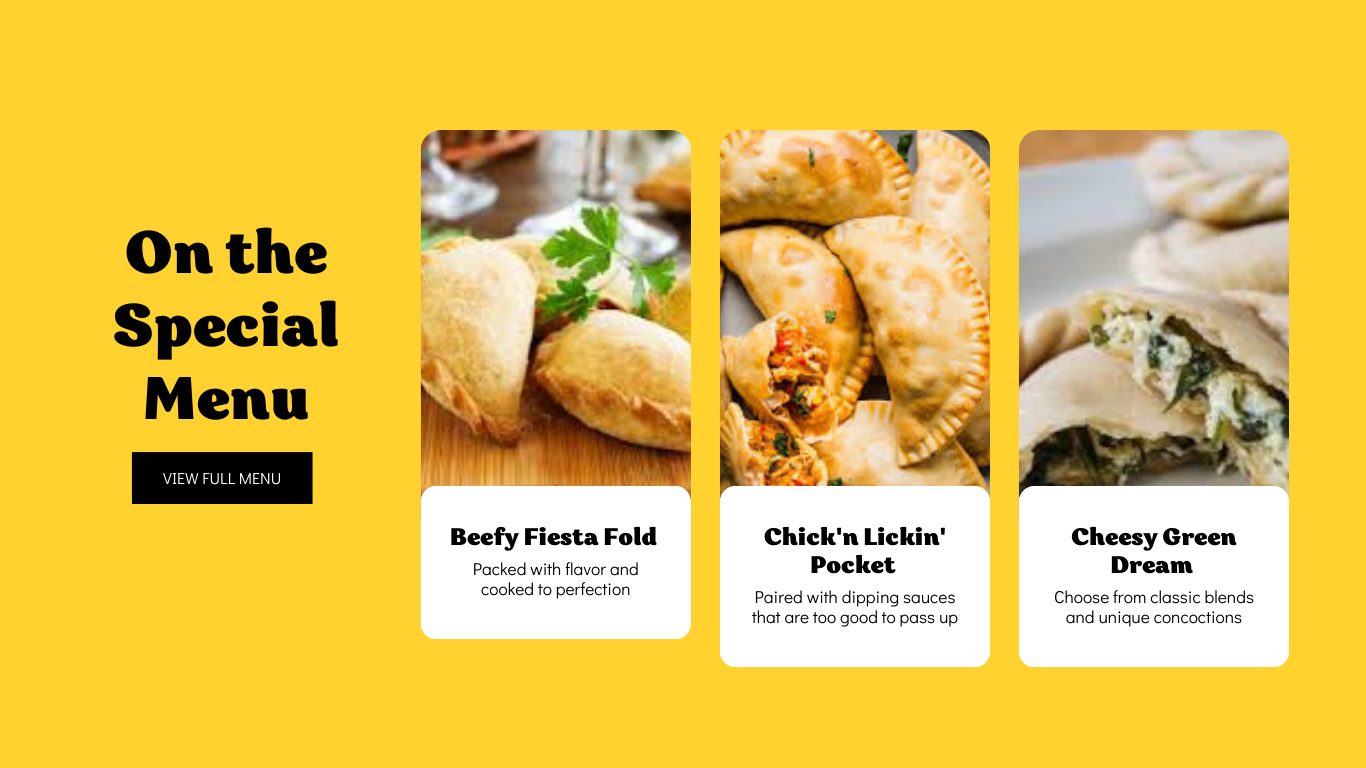 On the
Special
Menu
VIEW FULL MENU
Beefy Fiesta Fold
Packed with flavor and
cooked to perfection
Chick'n Lickin'
Pocket
Paired with dipping sauces
that are too good to pass up
Cheesy Green
Dream
Choose from classic blends
and unique concoctions